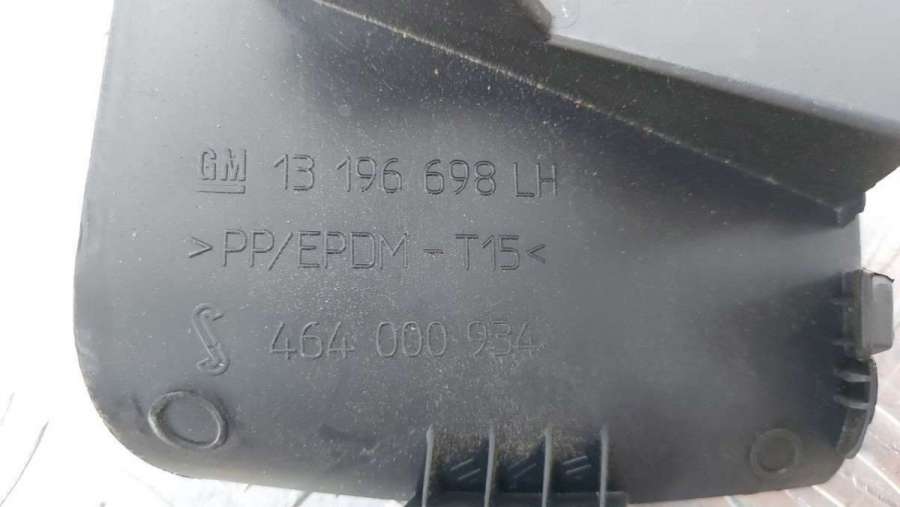 GM 13 196 698 LH
>PP/EPDM-T15<
464 000 934